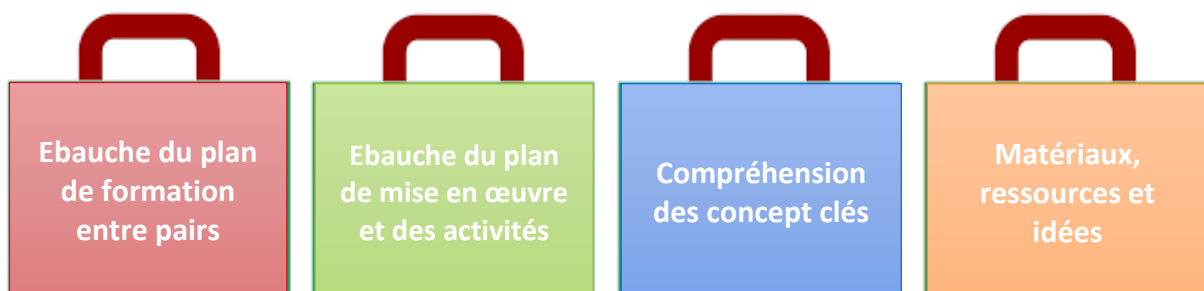 Ebauche du plan
de formation
entre pairs
Ebauche du plan
de mise en œuvre
et des activités
Compréhension
des concept clés
Matériaux,
ressources et
idées